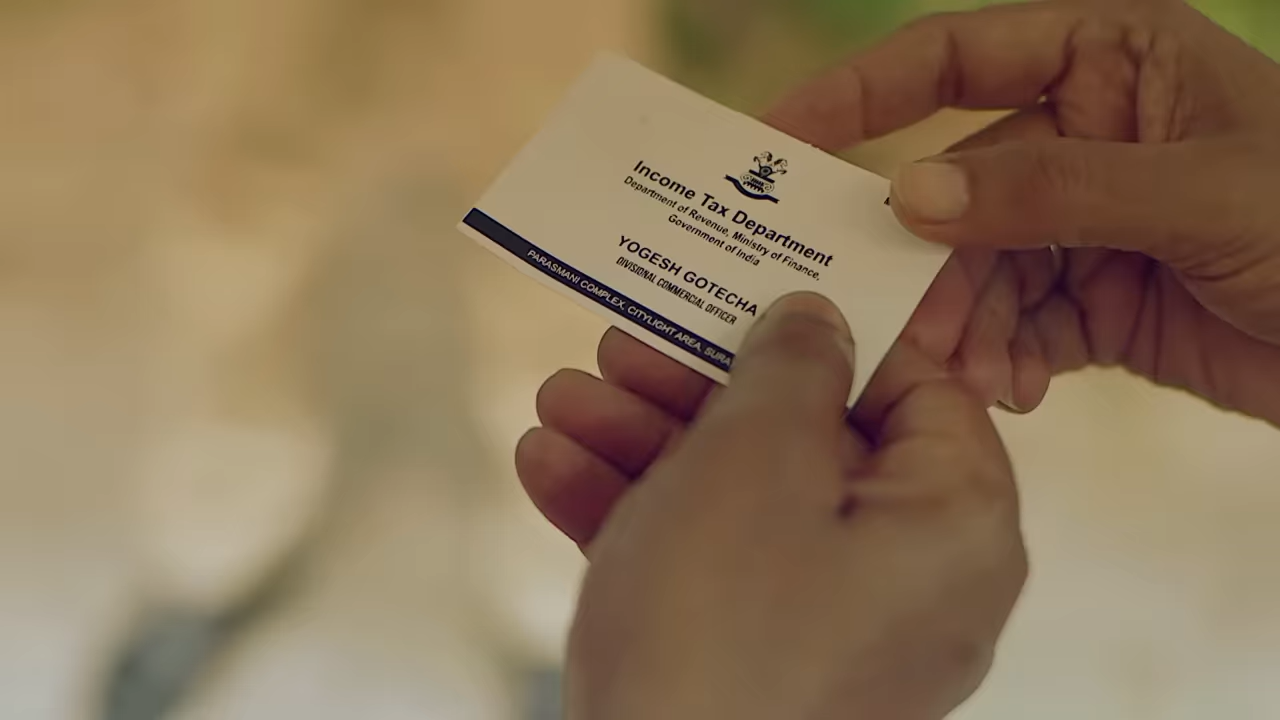 Income Tax Department
Department of Revenue, Ministry of Finance,
Government of India
YOGESH GOTECHA
DIVISIONAL COMMERCIAL OFFICER
PARASMANI COMPLEX, CITYLIGHT AREA,